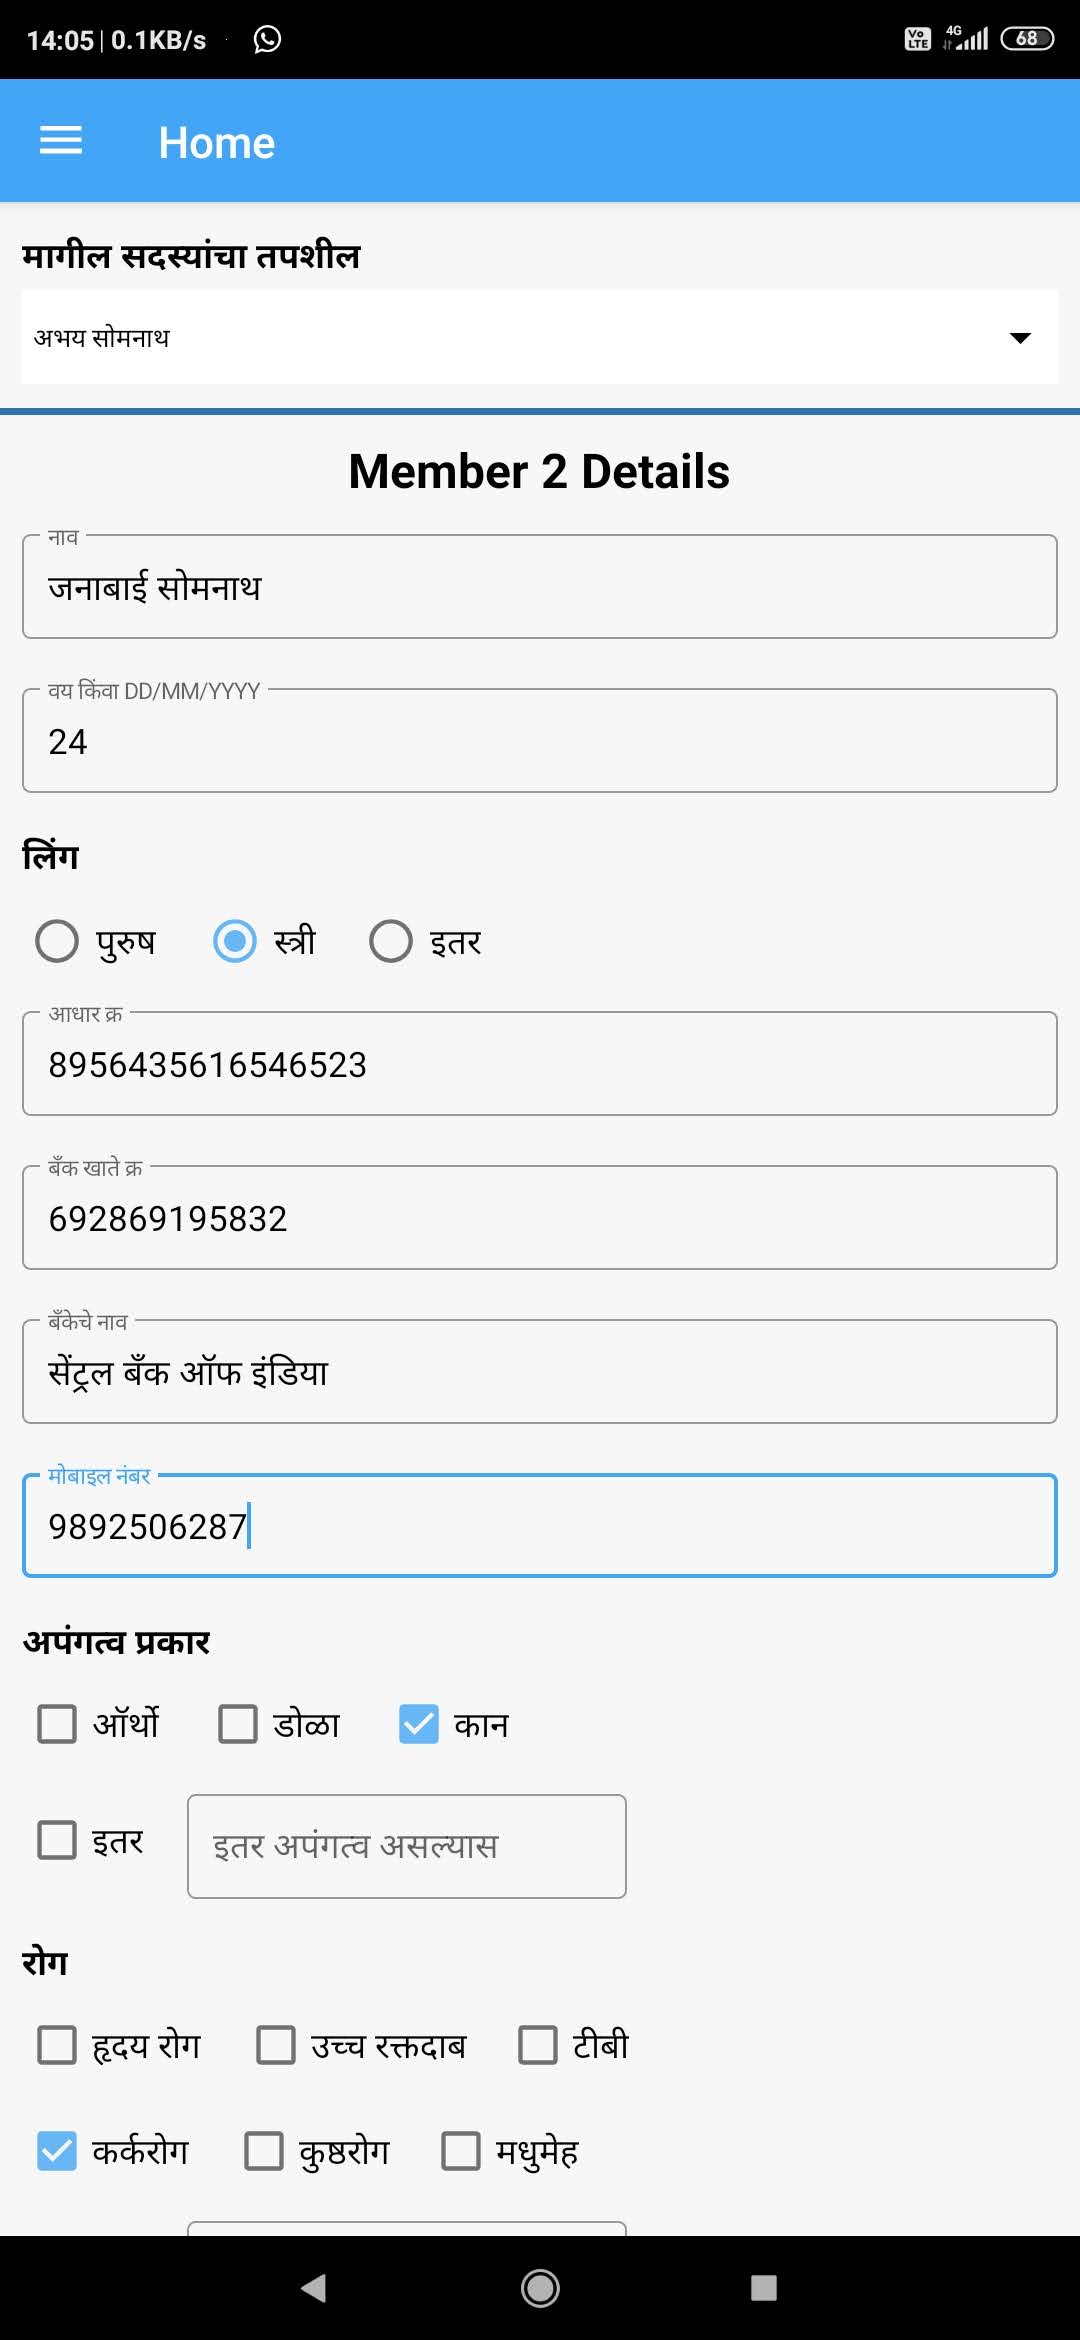 14:05 | 0.1KB/s
Vo LTE 4G 68
Home
मागील सदस्यांचा तपशील
अभय सोमनाथ
Member 2 Details
नाव
जनाबाई सोमनाथ
वय किंवा DD/MM/YYYY
24
लिंग
पुरुष स्त्री इतर
आधार क्र
8956435616546523
बँक खाते क्र
692869195832
बँकेचे नाव
सेंट्रल बँक ऑफ इंडिया
मोबाइल नंबर
9892506287
अपंगत्व प्रकार
ऑर्थो डोळा कान
इतर इतर अपंगत्व असल्यास
रोग
हृदय रोग उच्च रक्तदाब टीबी
कर्करोग कुष्ठरोग मधुमेह